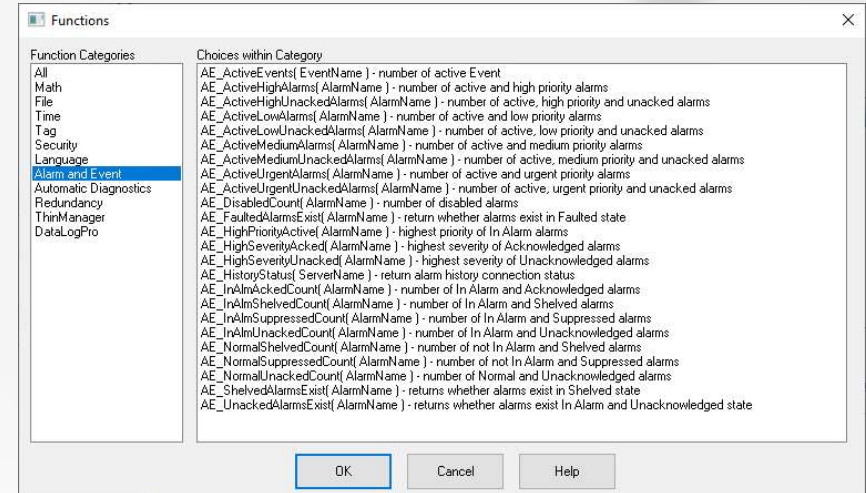 Functions
Function Categories
All
Math
File
Time
Tag
Security
Language
Alarm and Event
Automatic Diagnostics
Redundancy
ThinManager
DataLogPro
Choices within Category
AE_ActiveEvents( EventName ) - number of active Event
AE_ActiveHighAlarms( AlarmName ) - number of active and high priority alarms
AE_ActiveHighUnackedAlarms( AlarmName ) - number of active, high priority and unacked alarms
AE_ActiveLowAlarms( AlarmName ) - number of active and low priority alarms
AE_ActiveLowUnackedAlarms( AlarmName ) - number of active, low priority and unacked alarms
AE_ActiveMediumAlarms( AlarmName ) - number of active and medium priority alarms
AE_ActiveMediumUnackedAlarms( AlarmName ) - number of active, medium priority and unacked alarms
AE_ActiveUrgentAlarms( AlarmName ) - number of active and urgent priority alarms
AE_ActiveUrgentUnackedAlarms( AlarmName ) - number of active, urgent priority and unacked alarms
AE_DisabledCount( AlarmName ) - number of disabled alarms
AE_FaultedAlarmsExist( AlarmName ) - return whether alarms exist in Faulted state
AE_HighPriorityActive( AlarmName ) - highest priority of In Alarm alarms
AE_HighSeverityAcked( AlarmName ) - highest severity of Acknowledged alarms
AE_HighSeverityUnacked( AlarmName ) - highest severity of Unacknowledged alarms
AE_HistoryStatus( ServerName ) - return alarm history connection status
AE_InAlmAckedCount( AlarmName ) - number of In Alarm and Acknowledged alarms
AE_InAlmShelvedCount( AlarmName ) - number of In Alarm and Shelved alarms
AE_InAlmSuppressedCount( AlarmName ) - number of In Alarm and Suppressed alarms
AE_InAlmUnackedCount( AlarmName ) - number of In Alarm and Unacknowledged alarms
AE_NormalShelvedCount( AlarmName ) - number of not In Alarm and Shelved alarms
AE_NormalSuppressedCount( AlarmName ) - number of not In Alarm and Suppressed alarms
AE_NormalUnackedCount( AlarmName ) - number of Normal and Unacknowledged alarms
AE_ShelvedAlarmsExist( AlarmName ) - returns whether alarms exist in Shelved state
AE_UnackedAlarmsExist( AlarmName ) - returns whether alarms exist In Alarm and Unacknowledged state
OK
Cancel
Help